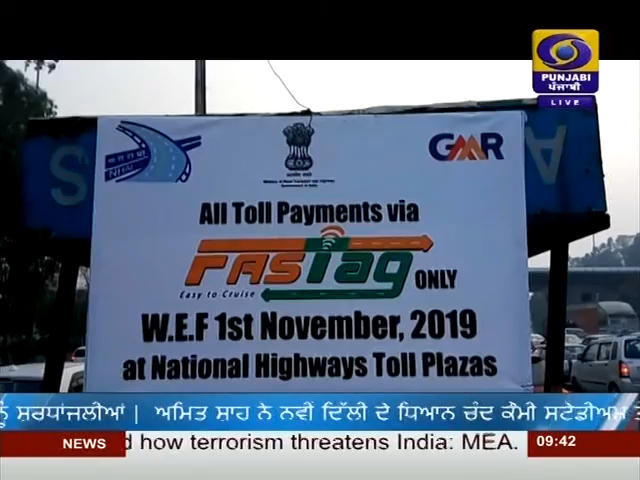 PUNJABI
ਪੰਜਾਬੀ
LIVE
NHAI
GMR
All Toll Payments via
FASTag ONLY
Easy to Cruise
W.E.F 1st November, 2019
at National Highways Toll Plazas
ਨੂੰ ਸ਼ਰਧਾਂਜਲੀਆਂ | ਅਮਿਤ ਸ਼ਾਹ ਨੇ ਨਵੀਂ ਦਿੱਲੀ ਦੇ ਧਿਆਨ ਚੰਦ ਕੌਮੀ ਸਟੇਡੀਅਮ
NEWS
d how terrorism threatens India: MEA.
09:42